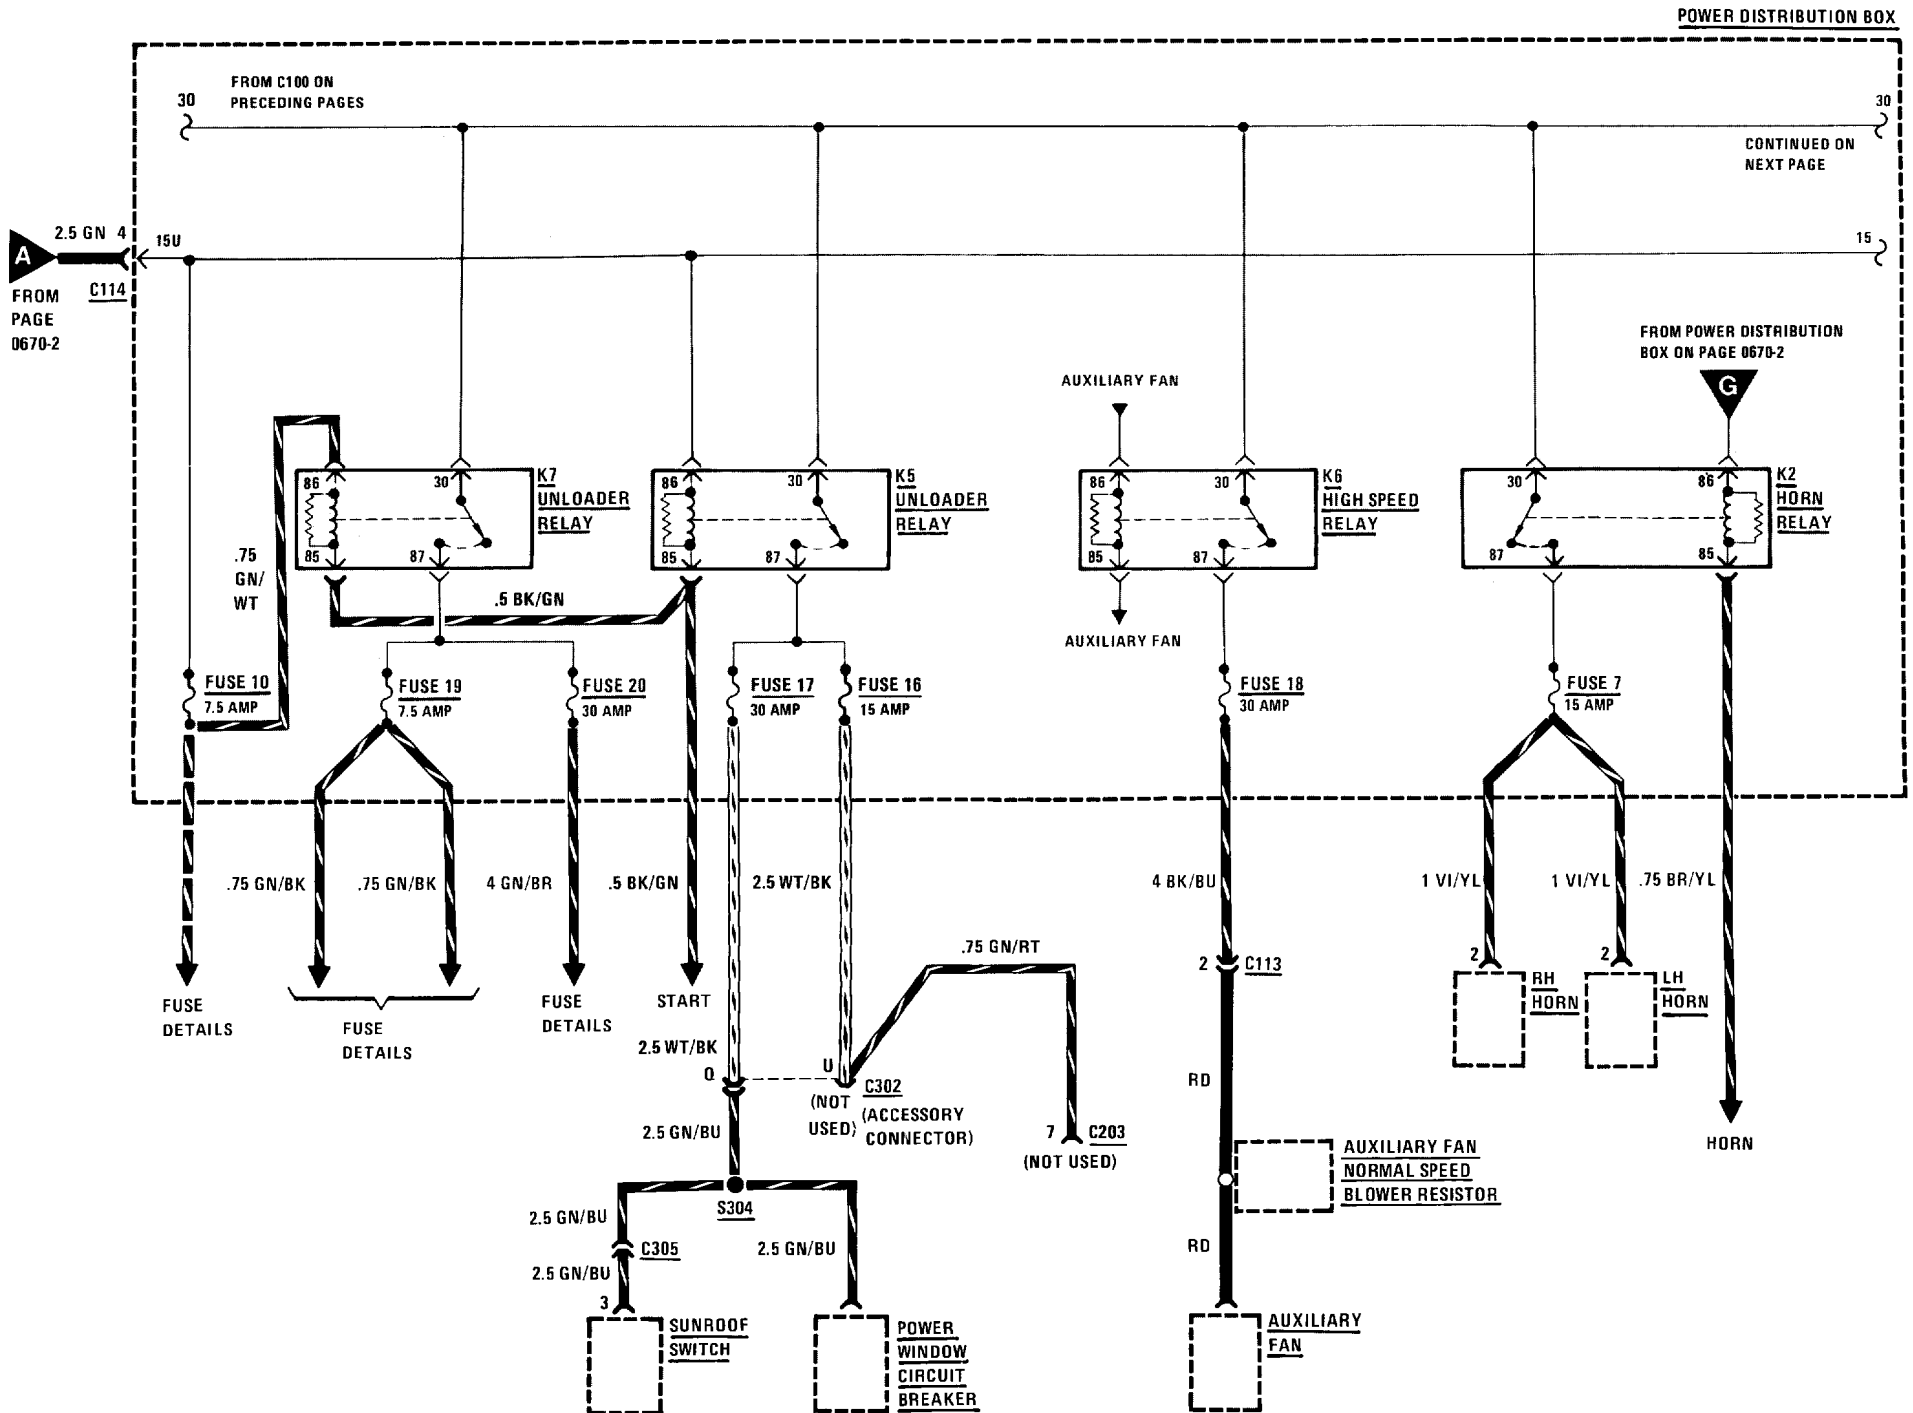 POWER DISTRIBUTION BOX
FROM C100 ON
PRECEDING PAGES
30
30
CONTINUED ON
NEXT PAGE
2.5 GN 4
15U
15
A
C114
FROM
PAGE
0670-2
FROM POWER DISTRIBUTION
BOX ON PAGE 0670-2
G
AUXILIARY FAN
86
30
85
87
K7
UNLOADER
RELAY
86
30
85
87
K5
UNLOADER
RELAY
86
30
85
87
K6
HIGH SPEED
RELAY
30
86
87
85
K2
HORN
RELAY
.75
GN/
WT
.5 BK/GN
AUXILIARY FAN
FUSE 10
7.5 AMP
FUSE 19
7.5 AMP
FUSE 20
30 AMP
FUSE 17
30 AMP
FUSE 16
15 AMP
FUSE 18
30 AMP
FUSE 7
15 AMP
.75 GN/BK
.75 GN/BK
4 GN/BR
.5 BK/GN
2.5 WT/BK
4 BK/BU
1 VI/YL
1 VI/YL
.75 BR/YL
.75 GN/RT
2
C113
2
2
RH
HORN
LH
HORN
FUSE
DETAILS
FUSE
DETAILS
FUSE
DETAILS
START
2.5 WT/BK
Q
U
C302
(NOT
USED)
(ACCESSORY
CONNECTOR)
RD
2.5 GN/BU
7
C203
(NOT USED)
HORN
AUXILIARY FAN
NORMAL SPEED
BLOWER RESISTOR
S304
2.5 GN/BU
C305
2.5 GN/BU
RD
2.5 GN/BU
3
SUNROOF
SWITCH
POWER
WINDOW
CIRCUIT
BREAKER
AUXILIARY
FAN